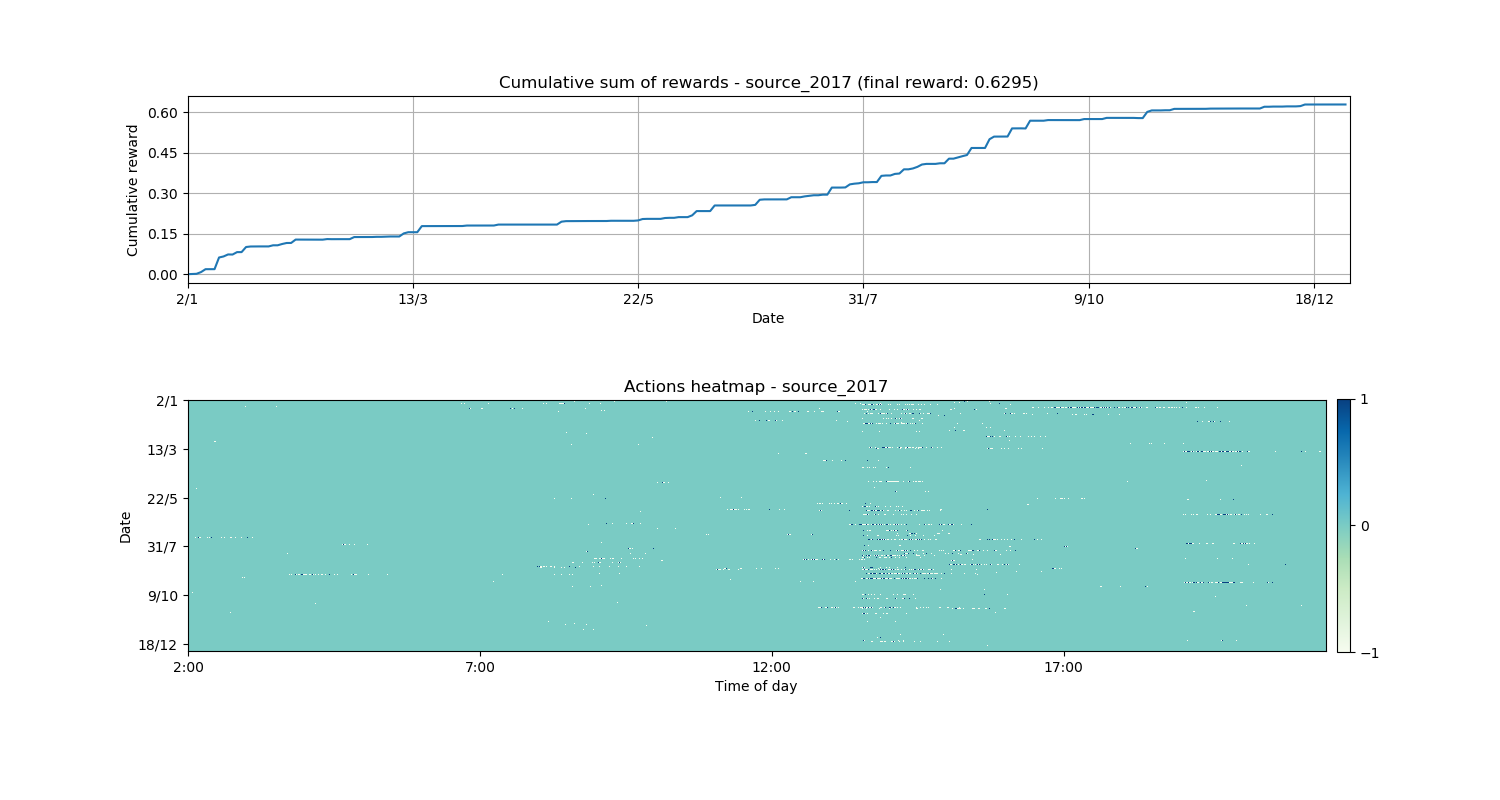 Cumulative sum of rewards - source_2017 (final reward: 0.6295)
Cumulative reward
0.60
0.45
0.30
0.15
0.00
2/1 13/3 22/5 31/7 9/10 18/12
Date
Actions heatmap - source_2017
Date
2/1
13/3
22/5
31/7
9/10
18/12
2:00 7:00 12:00 17:00
Time of day
1
0
−1